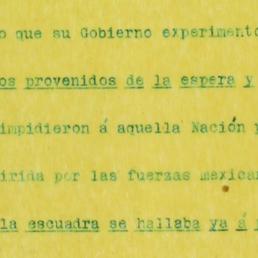 o que su Gobierno experimento
os provenidos de la espera y
impidieron á aquella Nación
irida por las fuerzas mexica
la escuadra se hallaba ya á